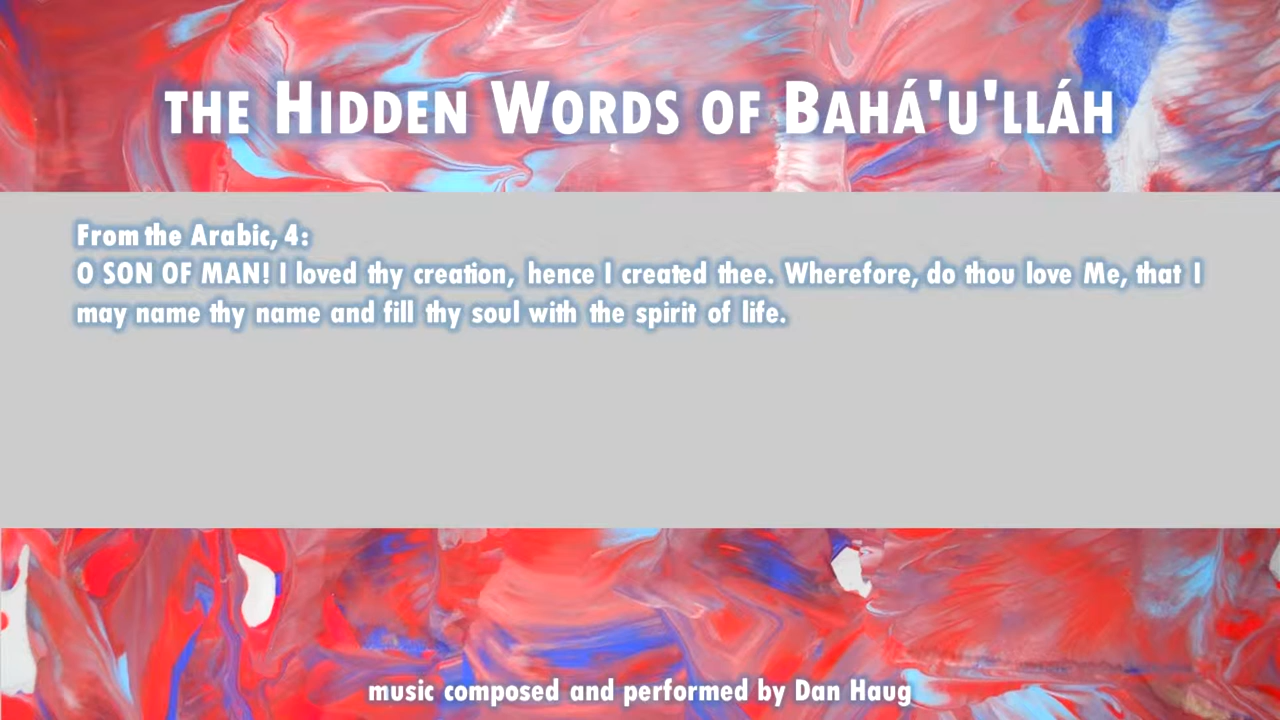 THE HIDDEN WORDS OF BAHÁ'U'LLÁH
From the Arabic, 4:
O SON OF MAN! I loved thy creation, hence I created thee. Wherefore, do thou love Me, that I
may name thy name and fill thy soul with the spirit of life.
music composed and performed by Dan Haug